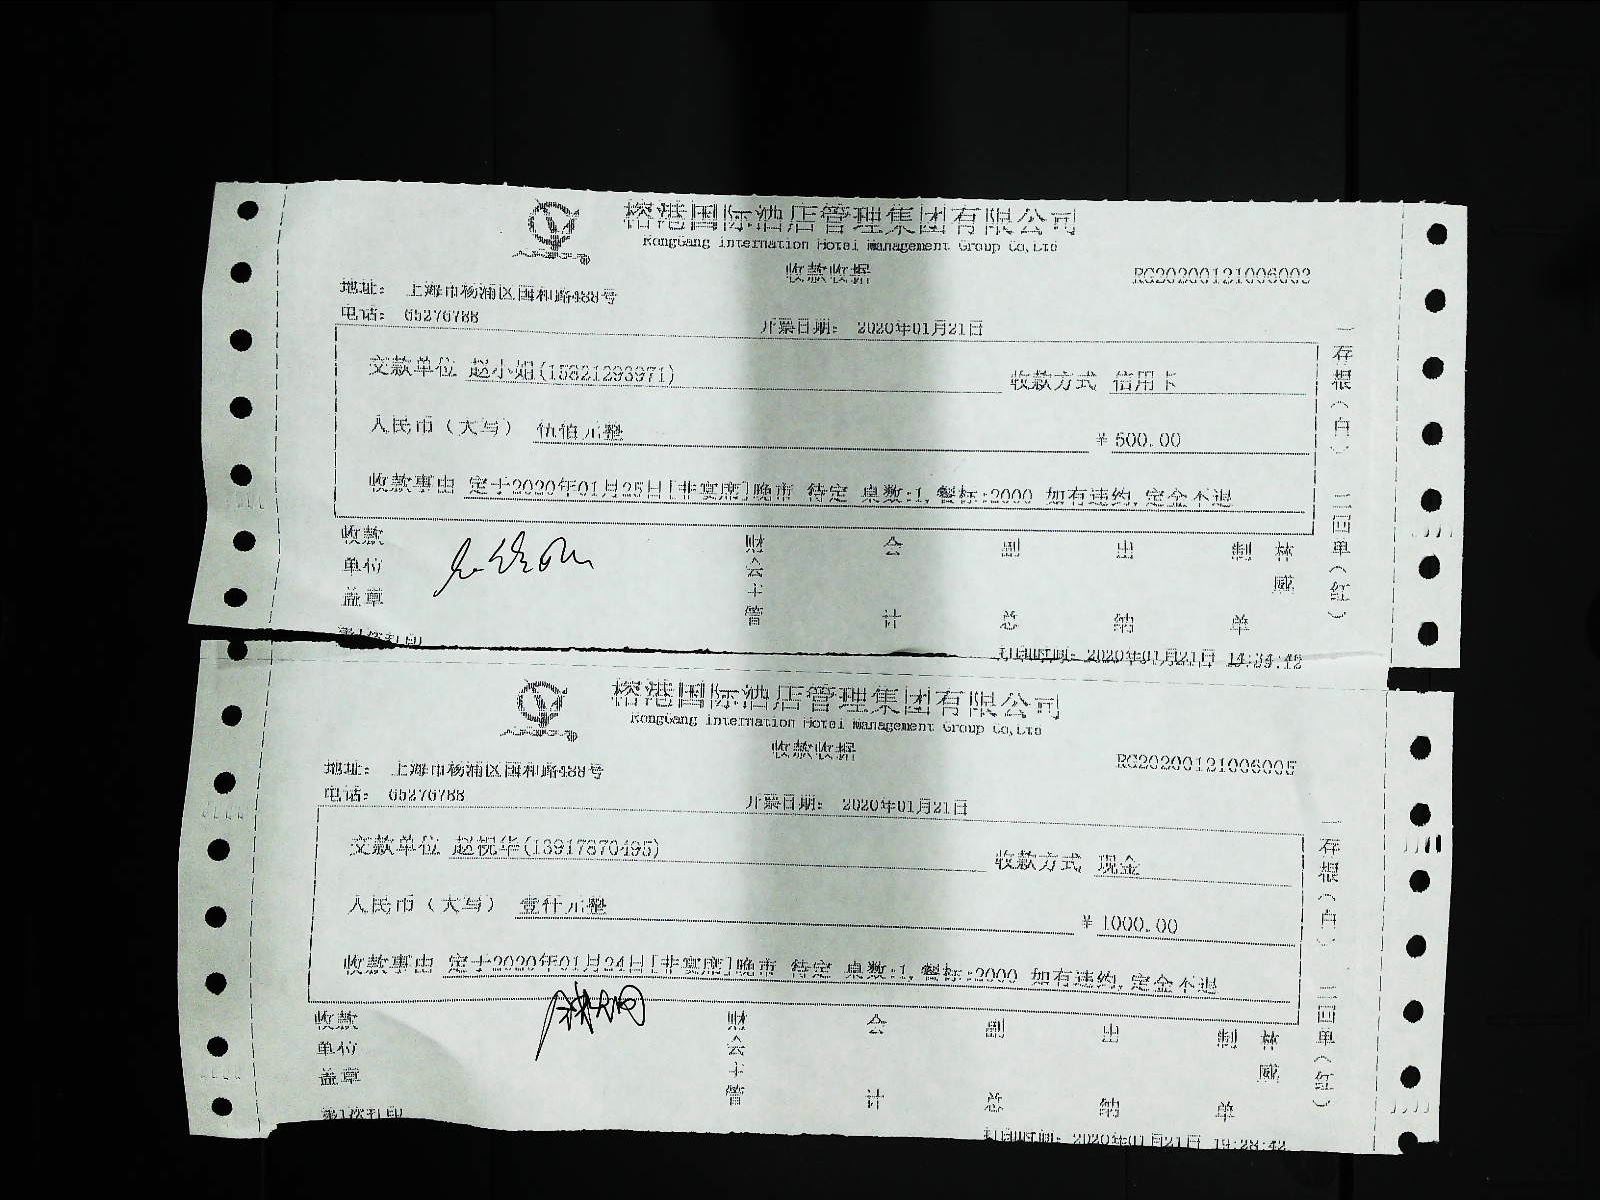 榕港国际酒店管理集团有限公司
RongGang International Hotel Management Group Co,Ltd
收款收据
RG20200121006003
地址： 上海市杨浦区国和路488号
电话： 65276788
开票日期： 2020年01月21日
交款单位 赵小姐(15821293971) 收款方式 信用卡
人民币（大写） 伍佰元整 ¥ 500.00
收款事由 定于2020年01月25日[非宴席]晚市 待定 桌数:1,餐标:2000 如有违约,定金不退
收款单位盖章 财会主管 会计 副总 出纳 制单 林威
存根（白） 二回单（红）
第1次打印
打印时间： 2020年01月21日 14:34:42
榕港国际酒店管理集团有限公司
RongGang International Hotel Management Group Co,Ltd
收款收据
RG20200121006005
地址： 上海市杨浦区国和路488号
电话： 65276788
开票日期： 2020年01月21日
交款单位 赵祝华(13917870495) 收款方式 现金
人民币（大写） 壹仟元整 ¥ 1000.00
收款事由 定于2020年01月24日[非宴席]晚市 待定 桌数:1,餐标:2000 如有违约,定金不退
收款单位盖章 财会主管 会计 副总 出纳 制单 林威
一存根（白） 二回单（红）
第1次打印
打印时间： 2020年01月21日 19:28:42